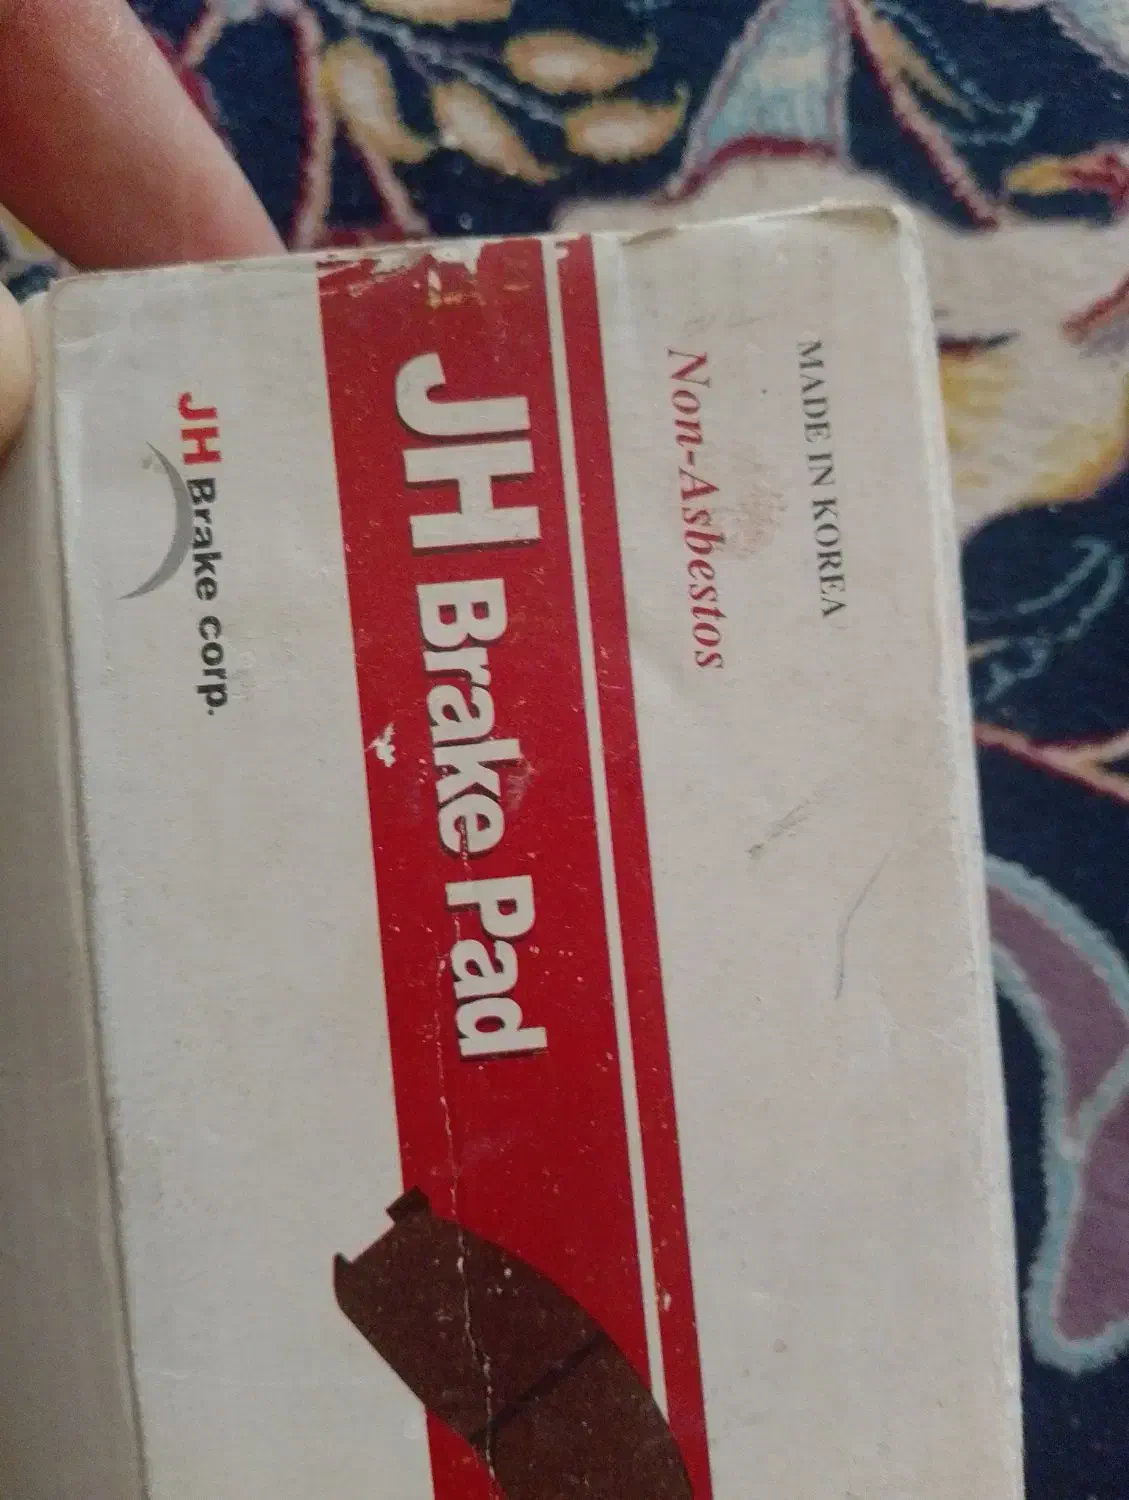 MADE IN KOREA
Non-Asbestos
JH Brake Pad
JH Brake corp.